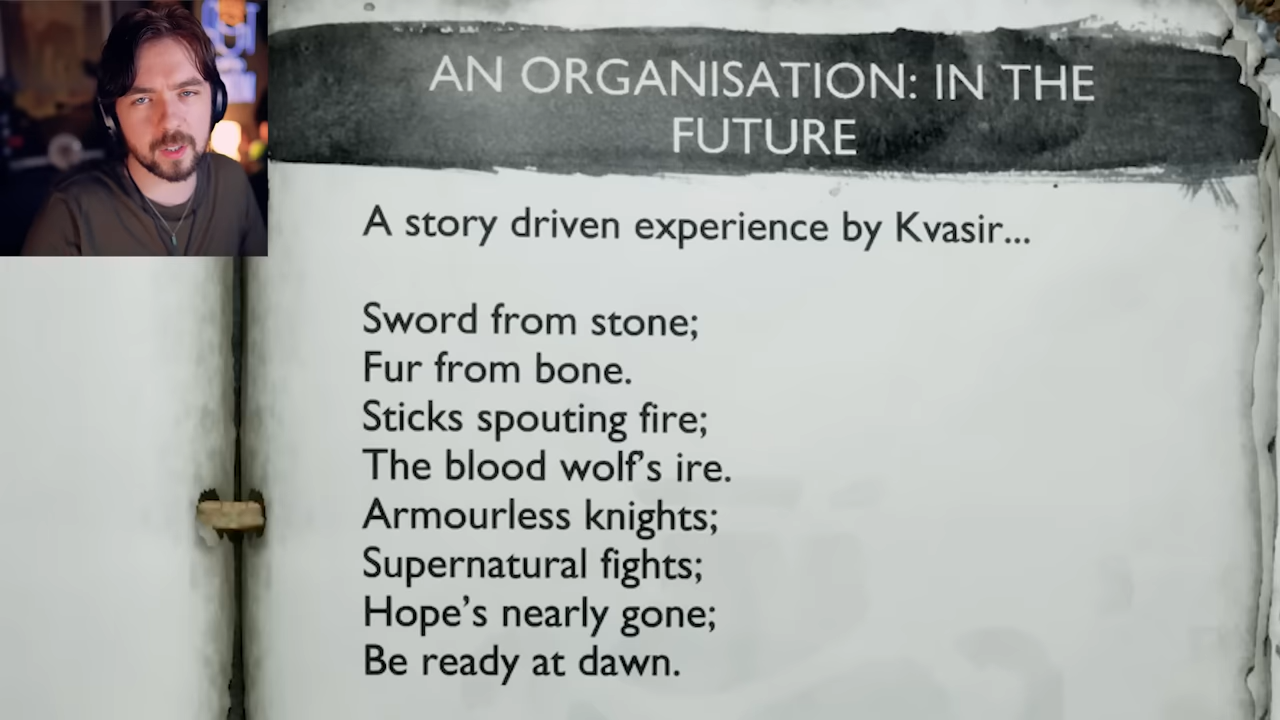 AN ORGANISATION: IN THE
FUTURE
A story driven experience by Kvasir...
Sword from stone;
Fur from bone.
Sticks spouting fire;
The blood wolf's ire.
Armourless knights;
Supernatural fights;
Hope's nearly gone;
Be ready at dawn.